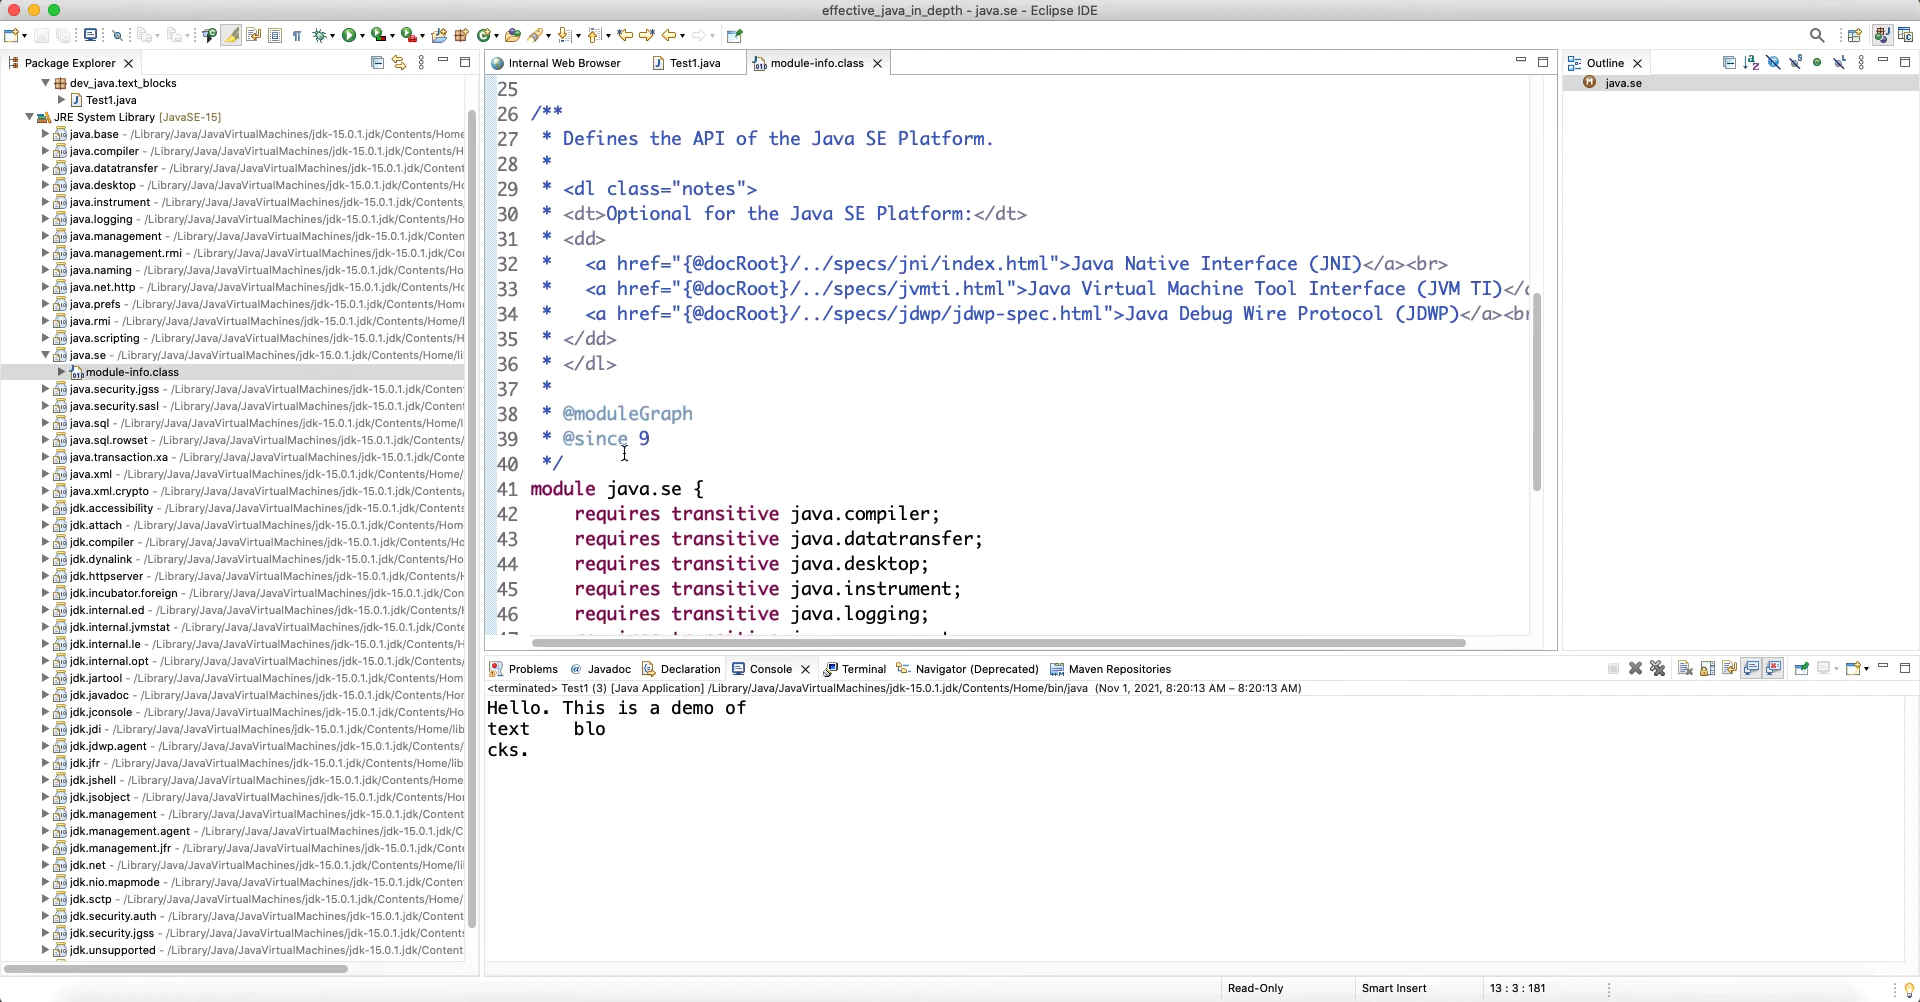 effective_java_in_depth - java.se - Eclipse IDE
Package Explorer
dev_java.text_blocks
Test1.java
JRE System Library [JavaSE-15]
java.base - /Library/Java/JavaVirtualMachines/jdk-15.0.1.jdk/Contents/Home
java.compiler - /Library/Java/JavaVirtualMachines/jdk-15.0.1.jdk/Contents/H
java.datatransfer - /Library/Java/JavaVirtualMachines/jdk-15.0.1.jdk/Content
java.desktop - /Library/Java/JavaVirtualMachines/jdk-15.0.1.jdk/Contents/Ho
java.instrument - /Library/Java/JavaVirtualMachines/jdk-15.0.1.jdk/Contents/
java.logging - /Library/Java/JavaVirtualMachines/jdk-15.0.1.jdk/Contents/Ho
java.management - /Library/Java/JavaVirtualMachines/jdk-15.0.1.jdk/Conten
java.management.rmi - /Library/Java/JavaVirtualMachines/jdk-15.0.1.jdk/Co
java.naming - /Library/Java/JavaVirtualMachines/jdk-15.0.1.jdk/Contents/Ho
java.net.http - /Library/Java/JavaVirtualMachines/jdk-15.0.1.jdk/Contents/Ho
java.prefs - /Library/Java/JavaVirtualMachines/jdk-15.0.1.jdk/Contents/Hom
java.rmi - /Library/Java/JavaVirtualMachines/jdk-15.0.1.jdk/Contents/Home/
java.scripting - /Library/Java/JavaVirtualMachines/jdk-15.0.1.jdk/Contents/H
java.se - /Library/Java/JavaVirtualMachines/jdk-15.0.1.jdk/Contents/Home/li
module-info.class
java.security.jgss - /Library/Java/JavaVirtualMachines/jdk-15.0.1.jdk/Conten
java.security.sasl - /Library/Java/JavaVirtualMachines/jdk-15.0.1.jdk/Content
java.sql - /Library/Java/JavaVirtualMachines/jdk-15.0.1.jdk/Contents/Home/l
java.sql.rowset - /Library/Java/JavaVirtualMachines/jdk-15.0.1.jdk/Contents/
java.transaction.xa - /Library/Java/JavaVirtualMachines/jdk-15.0.1.jdk/Conte
java.xml - /Library/Java/JavaVirtualMachines/jdk-15.0.1.jdk/Contents/Home/
java.xml.crypto - /Library/Java/JavaVirtualMachines/jdk-15.0.1.jdk/Contents/
jdk.accessibility - /Library/Java/JavaVirtualMachines/jdk-15.0.1.jdk/Content
jdk.attach - /Library/Java/JavaVirtualMachines/jdk-15.0.1.jdk/Contents/Hom
jdk.compiler - /Library/Java/JavaVirtualMachines/jdk-15.0.1.jdk/Contents/Ho
jdk.dynalink - /Library/Java/JavaVirtualMachines/jdk-15.0.1.jdk/Contents/Ho
jdk.httpserver - /Library/Java/JavaVirtualMachines/jdk-15.0.1.jdk/Contents/H
jdk.incubator.foreign - /Library/Java/JavaVirtualMachines/jdk-15.0.1.jdk/Con
jdk.internal.ed - /Library/Java/JavaVirtualMachines/jdk-15.0.1.jdk/Contents/H
jdk.internal.jvmstat - /Library/Java/JavaVirtualMachines/jdk-15.0.1.jdk/Conte
jdk.internal.le - /Library/Java/JavaVirtualMachines/jdk-15.0.1.jdk/Contents/H
jdk.internal.opt - /Library/Java/JavaVirtualMachines/jdk-15.0.1.jdk/Contents/
jdk.jartool - /Library/Java/JavaVirtualMachines/jdk-15.0.1.jdk/Contents/Hom
jdk.javadoc - /Library/Java/JavaVirtualMachines/jdk-15.0.1.jdk/Contents/Ho
jdk.jconsole - /Library/Java/JavaVirtualMachines/jdk-15.0.1.jdk/Contents/Ho
jdk.jdi - /Library/Java/JavaVirtualMachines/jdk-15.0.1.jdk/Contents/Home/lib
jdk.jdwp.agent - /Library/Java/JavaVirtualMachines/jdk-15.0.1.jdk/Contents/
jdk.jfr - /Library/Java/JavaVirtualMachines/jdk-15.0.1.jdk/Contents/Home/lib
jdk.jshell - /Library/Java/JavaVirtualMachines/jdk-15.0.1.jdk/Contents/Home
jdk.jsobject - /Library/Java/JavaVirtualMachines/jdk-15.0.1.jdk/Contents/Ho
jdk.management - /Library/Java/JavaVirtualMachines/jdk-15.0.1.jdk/Content
jdk.management.agent - /Library/Java/JavaVirtualMachines/jdk-15.0.1.jdk/C
jdk.management.jfr - /Library/Java/JavaVirtualMachines/jdk-15.0.1.jdk/Conte
jdk.net - /Library/Java/JavaVirtualMachines/jdk-15.0.1.jdk/Contents/Home/li
jdk.nio.mapmode - /Library/Java/JavaVirtualMachines/jdk-15.0.1.jdk/Conten
jdk.sctp - /Library/Java/JavaVirtualMachines/jdk-15.0.1.jdk/Contents/Home/
jdk.security.auth - /Library/Java/JavaVirtualMachines/jdk-15.0.1.jdk/Content
jdk.security.jgss - /Library/Java/JavaVirtualMachines/jdk-15.0.1.jdk/Content
jdk.unsupported - /Library/Java/JavaVirtualMachines/jdk-15.0.1.jdk/Content
Internal Web Browser Test1.java module-info.class
25
26 /**
27 * Defines the API of the Java SE Platform.
28 *
29 * <dl class="notes">
30 * <dt>Optional for the Java SE Platform:</dt>
31 * <dd>
32 * <a href="{@docRoot}/../specs/jni/index.html">Java Native Interface (JNI)</a><br>
33 * <a href="{@docRoot}/../specs/jvmti.html">Java Virtual Machine Tool Interface (JVM TI)</
34 * <a href="{@docRoot}/../specs/jdwp/jdwp-spec.html">Java Debug Wire Protocol (JDWP)</a><br
35 * </dd>
36 * </dl>
37 *
38 * @moduleGraph
39 * @since 9
40 */
41 module java.se {
42 requires transitive java.compiler;
43 requires transitive java.datatransfer;
44 requires transitive java.desktop;
45 requires transitive java.instrument;
46 requires transitive java.logging;
Outline
java.se
Problems Javadoc Declaration Console Terminal Navigator (Deprecated) Maven Repositories
<terminated> Test1 (3) [Java Application] /Library/Java/JavaVirtualMachines/jdk-15.0.1.jdk/Contents/Home/bin/java (Nov 1, 2021, 8:20:13 AM – 8:20:13 AM)
Hello. This is a demo of
text    blo
cks.
Read-Only Smart Insert 13 : 3 : 181